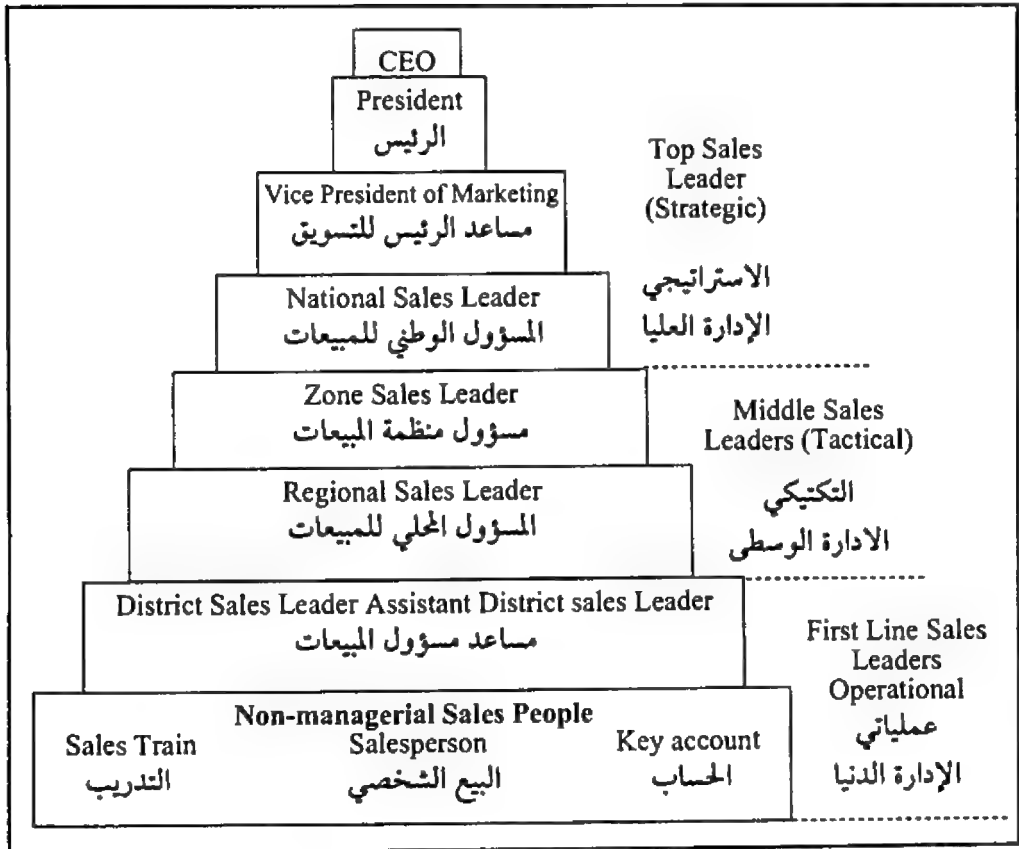 CEO
President
الرئيس
Vice President of Marketing
مساعد الرئيس للتسويق
National Sales Leader
المسؤول الوطني للمبيعات
Top Sales
Leader
(Strategic)
الاستراتيجي
الإدارة العليا
Zone Sales Leader
مسؤول منظمة المبيعات
Regional Sales Leader
المسؤول المحلي للمبيعات
Middle Sales
Leaders (Tactical)
التكتيكي
الادارة الوسطى
District Sales Leader Assistant District sales Leader
مساعد مسؤول المبيعات
Non-managerial Sales People
Sales Train
التدريب
Salesperson
البيع الشخصي
Key account
الحساب
First Line Sales
Leaders
Operational
عملياتي
الإدارة الدنيا